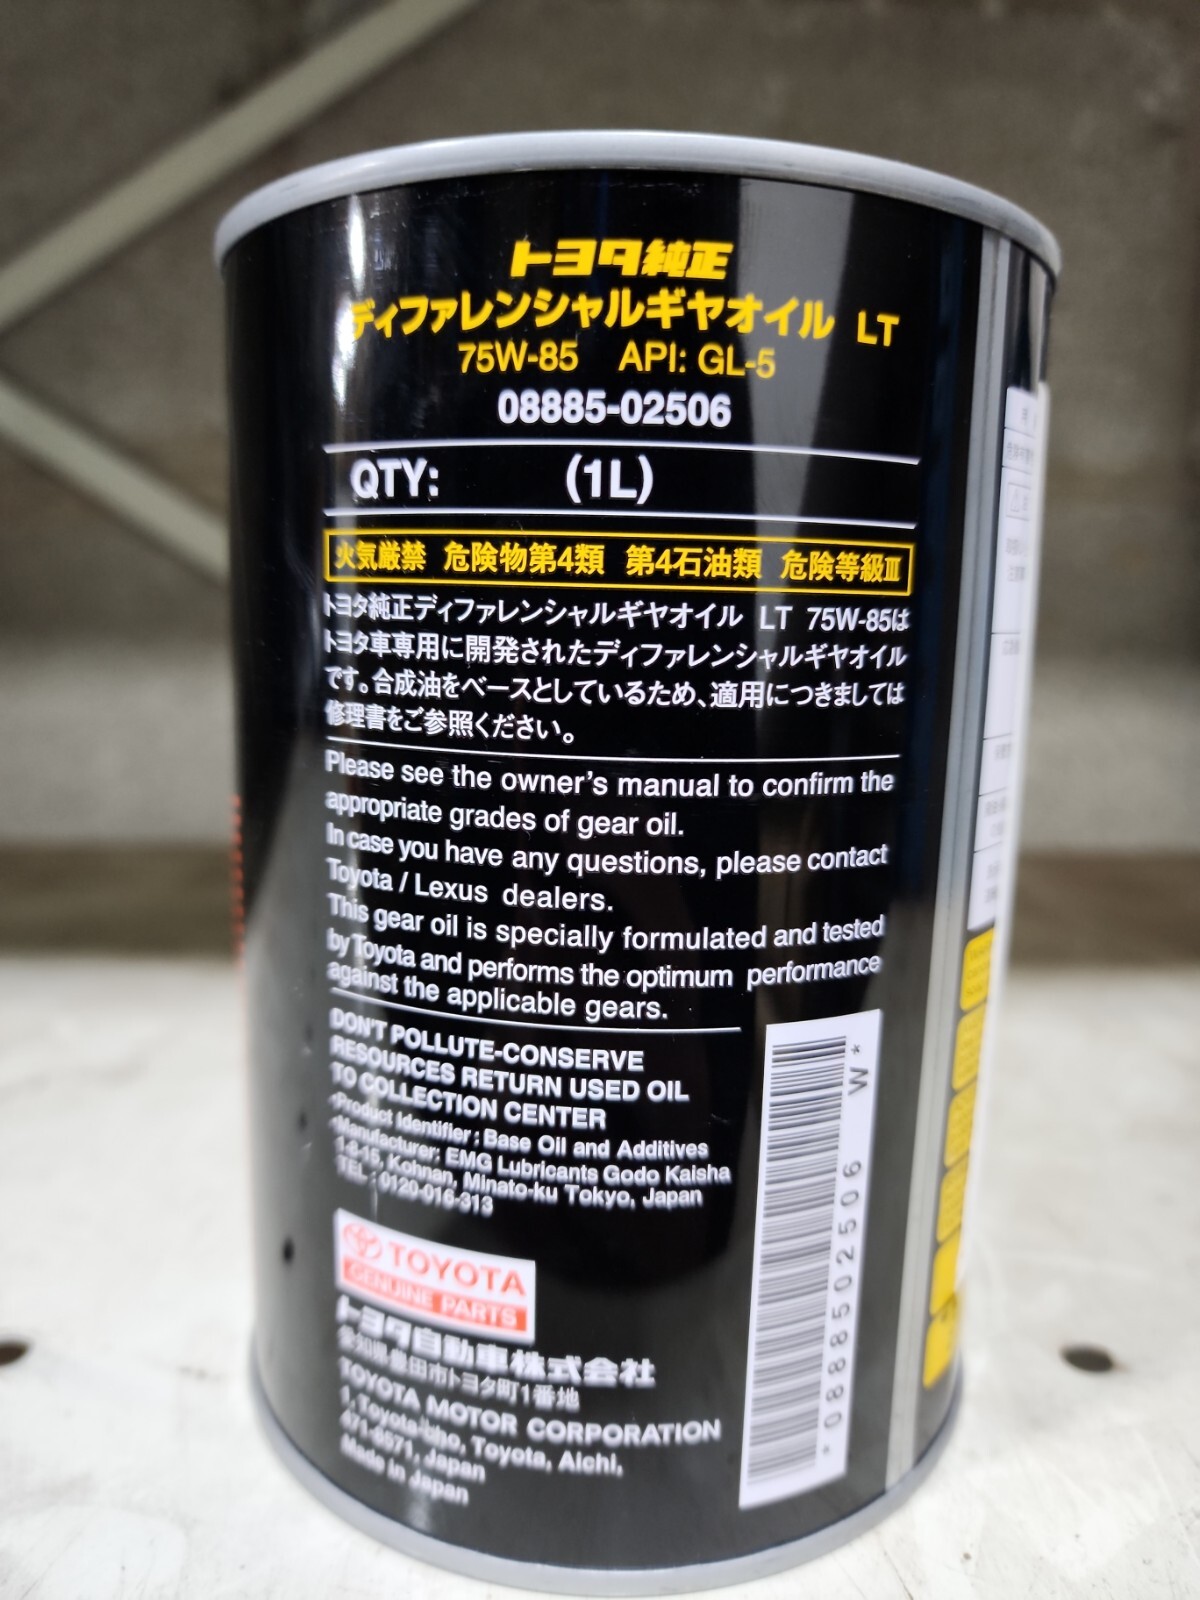 トヨタ純正
ディファレンシャルギヤオイル LT
75W-85 API: GL-5
08885-02506
QTY: (1L)
火気厳禁 危険物第4類 第4石油類 危険等級Ⅲ
トヨタ純正ディファレンシャルギヤオイル LT 75W-85は
トヨタ車専用に開発されたディファレンシャルギヤオイル
です。合成油をベースとしているため、適用につきましては
修理書をご参照ください。
Please see the owner's manual to confirm the
appropriate grades of gear oil.
In case you have any questions, please contact
Toyota / Lexus dealers.
This gear oil is specially formulated and tested
by Toyota and performs the optimum performance
against the applicable gears.
DON'T POLLUTE-CONSERVE
RESOURCES RETURN USED OIL
TO COLLECTION CENTER
•Product Identifier ; Base Oil and Additives
•Manufacturer: EMG Lubricants Godo Kaisha
1-8-15, Kohnan, Minato-ku Tokyo, Japan
TEL : 0120-016-313
*0888502506 W*
TOYOTA
GENUINE PARTS
トヨタ自動車株式会社
愛知県豊田市トヨタ町1番地
TOYOTA MOTOR CORPORATION
1, Toyota-cho, Toyota, Aichi,
471-8571, Japan
Made in Japan